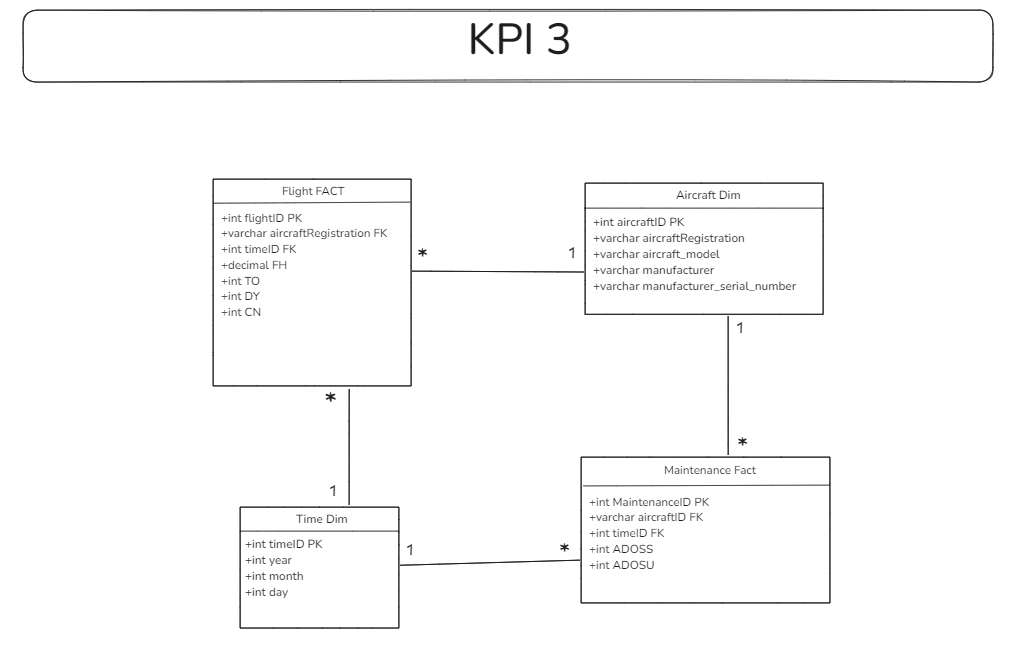 KPI 3
Flight FACT
+int flightID PK
+varchar aircraftRegistration FK
+int timeID FK
+decimal FH
+int TO
+int DY
+int CN
Aircraft Dim
+int aircraftID PK
+varchar aircraftRegistration
+varchar aircraft_model
+varchar manufacturer
+varchar manufacturer_serial_number
*
1
1
*
*
1
Time Dim
+int timeID PK
+int year
+int month
+int day
1
*
Maintenance Fact
+int MaintenanceID PK
+varchar aircraftID FK
+int timeID FK
+int ADOSS
+int ADOSU